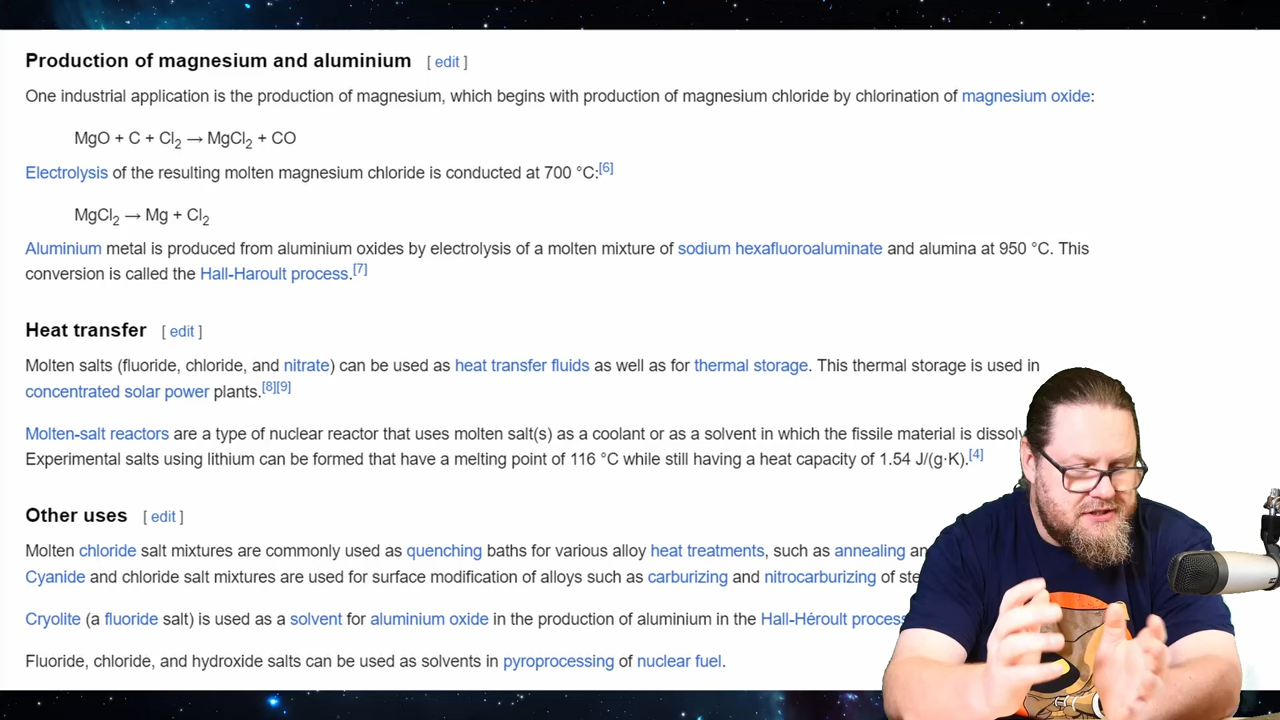 Production of magnesium and aluminium [ edit ]
One industrial application is the production of magnesium, which begins with production of magnesium chloride by chlorination of magnesium oxide:
MgO + C + Cl₂ → MgCl₂ + CO
Electrolysis of the resulting molten magnesium chloride is conducted at 700 °C:[6]
MgCl₂ → Mg + Cl₂
Aluminium metal is produced from aluminium oxides by electrolysis of a molten mixture of sodium hexafluoroaluminate and alumina at 950 °C. This
conversion is called the Hall-Haroult process.[7]
Heat transfer [ edit ]
Molten salts (fluoride, chloride, and nitrate) can be used as heat transfer fluids as well as for thermal storage. This thermal storage is used in
concentrated solar power plants.[8][9]
Molten-salt reactors are a type of nuclear reactor that uses molten salt(s) as a coolant or as a solvent in which the fissile material is dissolv
Experimental salts using lithium can be formed that have a melting point of 116 °C while still having a heat capacity of 1.54 J/(g·K).[4]
Other uses [ edit ]
Molten chloride salt mixtures are commonly used as quenching baths for various alloy heat treatments, such as annealing an
Cyanide and chloride salt mixtures are used for surface modification of alloys such as carburizing and nitrocarburizing of ste
Cryolite (a fluoride salt) is used as a solvent for aluminium oxide in the production of aluminium in the Hall-Héroult process
Fluoride, chloride, and hydroxide salts can be used as solvents in pyroprocessing of nuclear fuel.